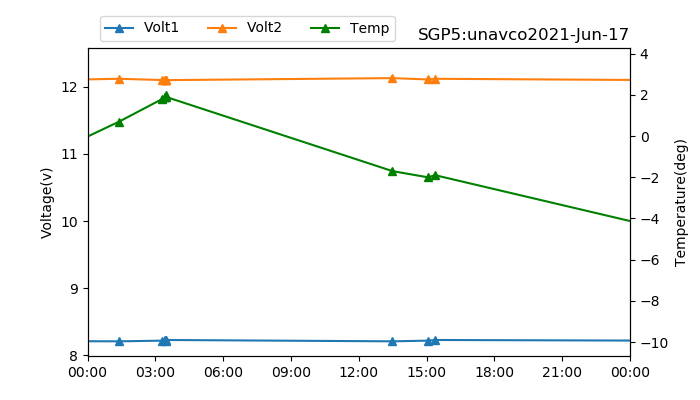 Volt1 Volt2 Temp
SGP5:unavco2021-Jun-17
Voltage(v)
12
11
10
9
8
4
2
0
−2
−4
−6
−8
−10
Temperature(deg)
00:00 03:00 06:00 09:00 12:00 15:00 18:00 21:00 00:00